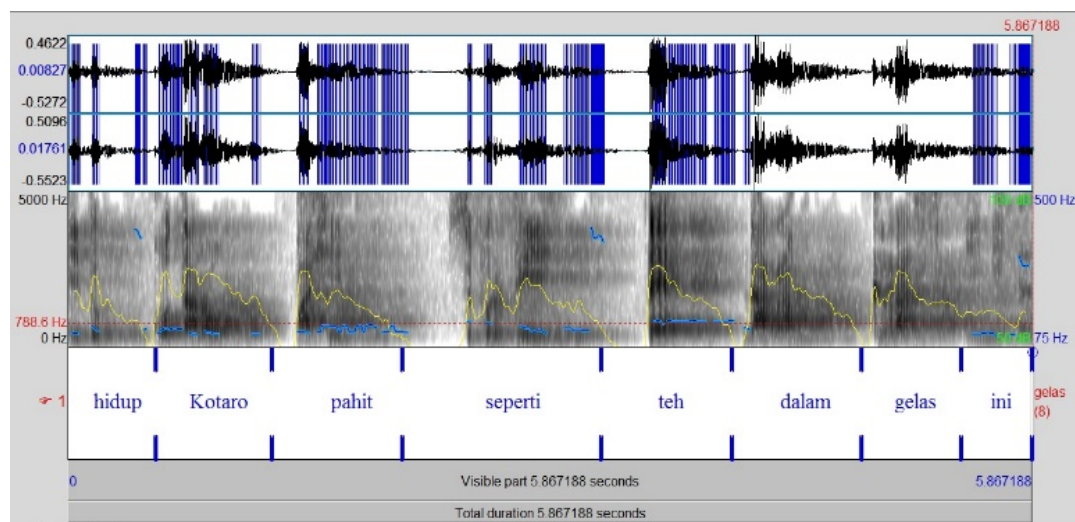 5.867188
0.4622
0.00827
-0.5272
0.5096
0.01761
-0.5523
5000 Hz
500 Hz
788.6 Hz
0 Hz
75 Hz
1 hidup Kotaro pahit seperti teh dalam gelas ini
gelas
(8)
0 Visible part 5.867188 seconds 5.867188
Total duration 5.867188 seconds